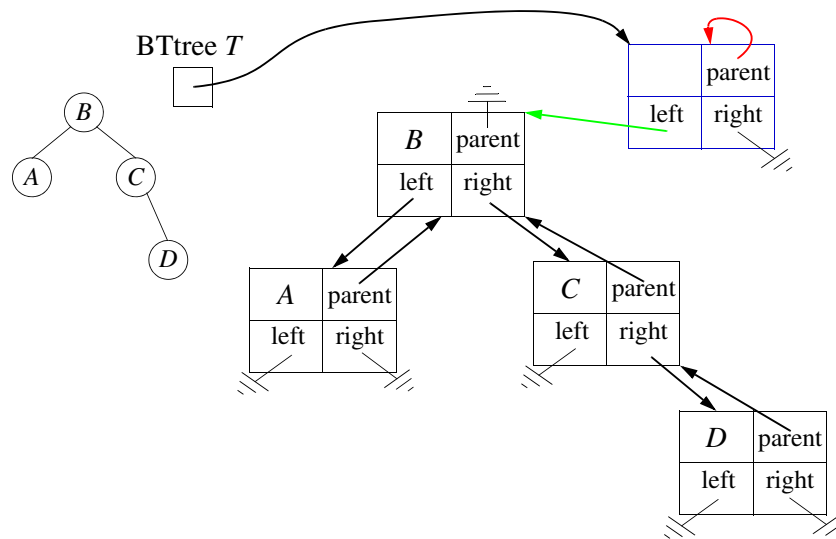 BTtree T
B
A
C
D
parent
left right
B parent
left right
A parent
left right
C parent
left right
D parent
left right